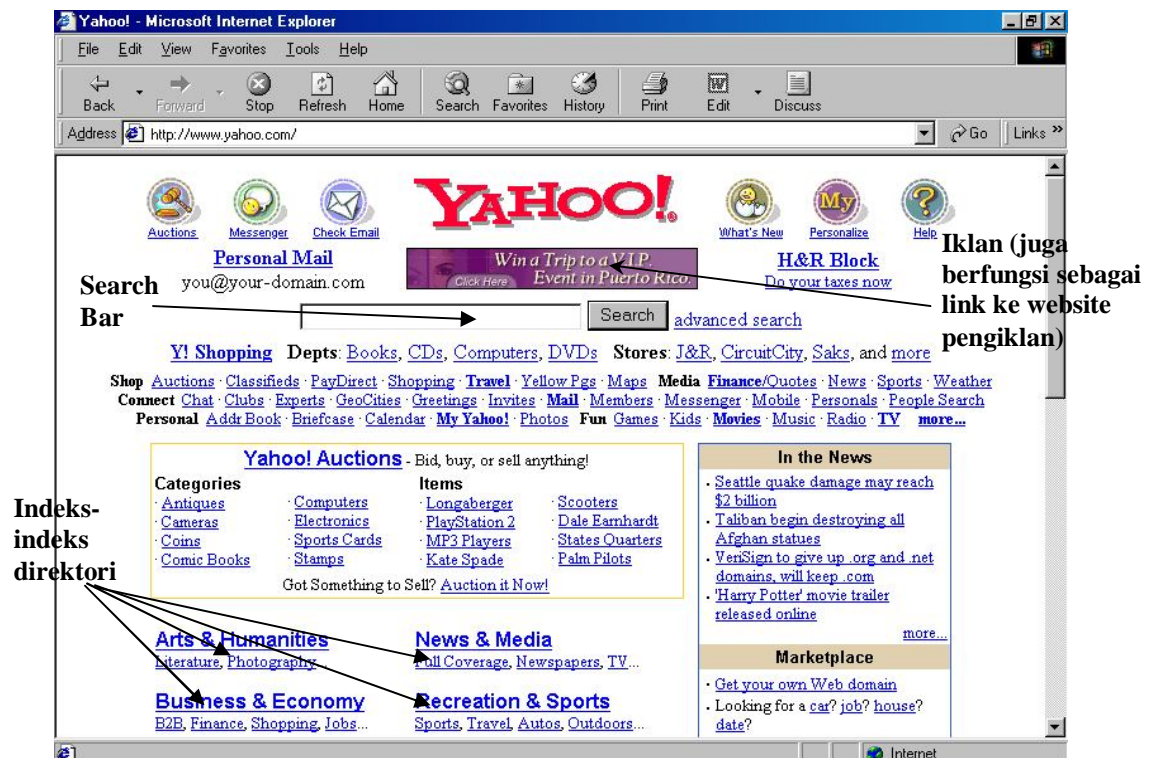 Yahoo! - Microsoft Internet Explorer
File Edit View Favorites Tools Help
Back Forward Stop Refresh Home Search Favorites History Print Edit Discuss
Address http://www.yahoo.com/ Go Links »
YAHOO!
My
Auctions Messenger Check Email What's New Personalize Help
Personal Mail
you@your-domain.com
Win a Trip to a V.I.P.
Click Here Event in Puerto Rico.
H&R Block
Do your taxes now
Iklan (juga
berfungsi sebagai
link ke website
pengiklan)
Search
Bar
Search advanced search
Y! Shopping Depts: Books, CDs, Computers, DVDs Stores: J&R, CircuitCity, Saks, and more
Shop Auctions · Classifieds · PayDirect · Shopping · Travel · Yellow Pgs · Maps Media Finance/Quotes · News · Sports · Weather
Connect Chat · Clubs · Experts · GeoCities · Greetings · Invites · Mail · Members · Messenger · Mobile · Personals · People Search
Personal Addr Book · Briefcase · Calendar · My Yahoo! · Photos Fun Games · Kids · Movies · Music · Radio · TV more...
Yahoo! Auctions - Bid, buy, or sell anything!
Categories Items
· Antiques · Computers · Longaberger · Scooters
· Cameras · Electronics · PlayStation 2 · Dale Earnhardt
· Coins · Sports Cards · MP3 Players · States Quarters
· Comic Books · Stamps · Kate Spade · Palm Pilots
Got Something to Sell? Auction it Now!
In the News
· Seattle quake damage may reach
$2 billion
· Taliban begin destroying all
Afghan statues
· VeriSign to give up .org and .net
domains, will keep .com
· 'Harry Potter' movie trailer
released online
more...
Marketplace
· Get your own Web domain
· Looking for a car? job? house?
date?
Indeks-
indeks
direktori
Arts & Humanities
Literature, Photography...
News & Media
Full Coverage, Newspapers, TV...
Business & Economy
B2B, Finance, Shopping, Jobs...
Recreation & Sports
Sports, Travel, Autos, Outdoors...
Internet